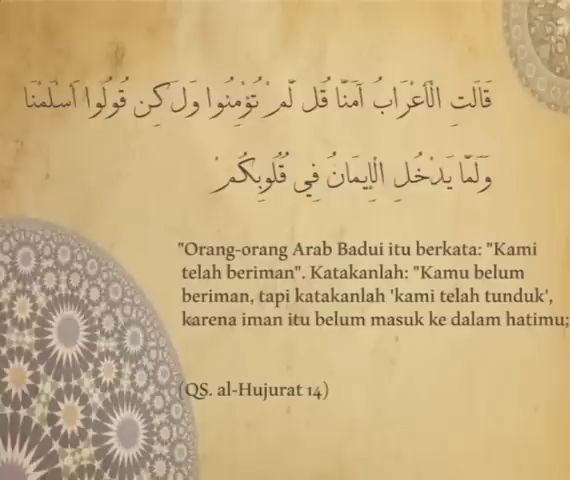 قَالَتِ الْأَعْرَابُ آمَنَّا قُل لَّمْ تُؤْمِنُوا وَلَكِن قُولُوا أَسْلَمْنَا
وَلَمَّا يَدْخُلِ الْإِيمَانُ فِي قُلُوبِكُمْ
"Orang-orang Arab Badui itu berkata: "Kami
telah beriman". Katakanlah: "Kamu belum
beriman, tapi katakanlah 'kami telah tunduk',
karena iman itu belum masuk ke dalam hatimu;
(QS. al-Hujurat 14)